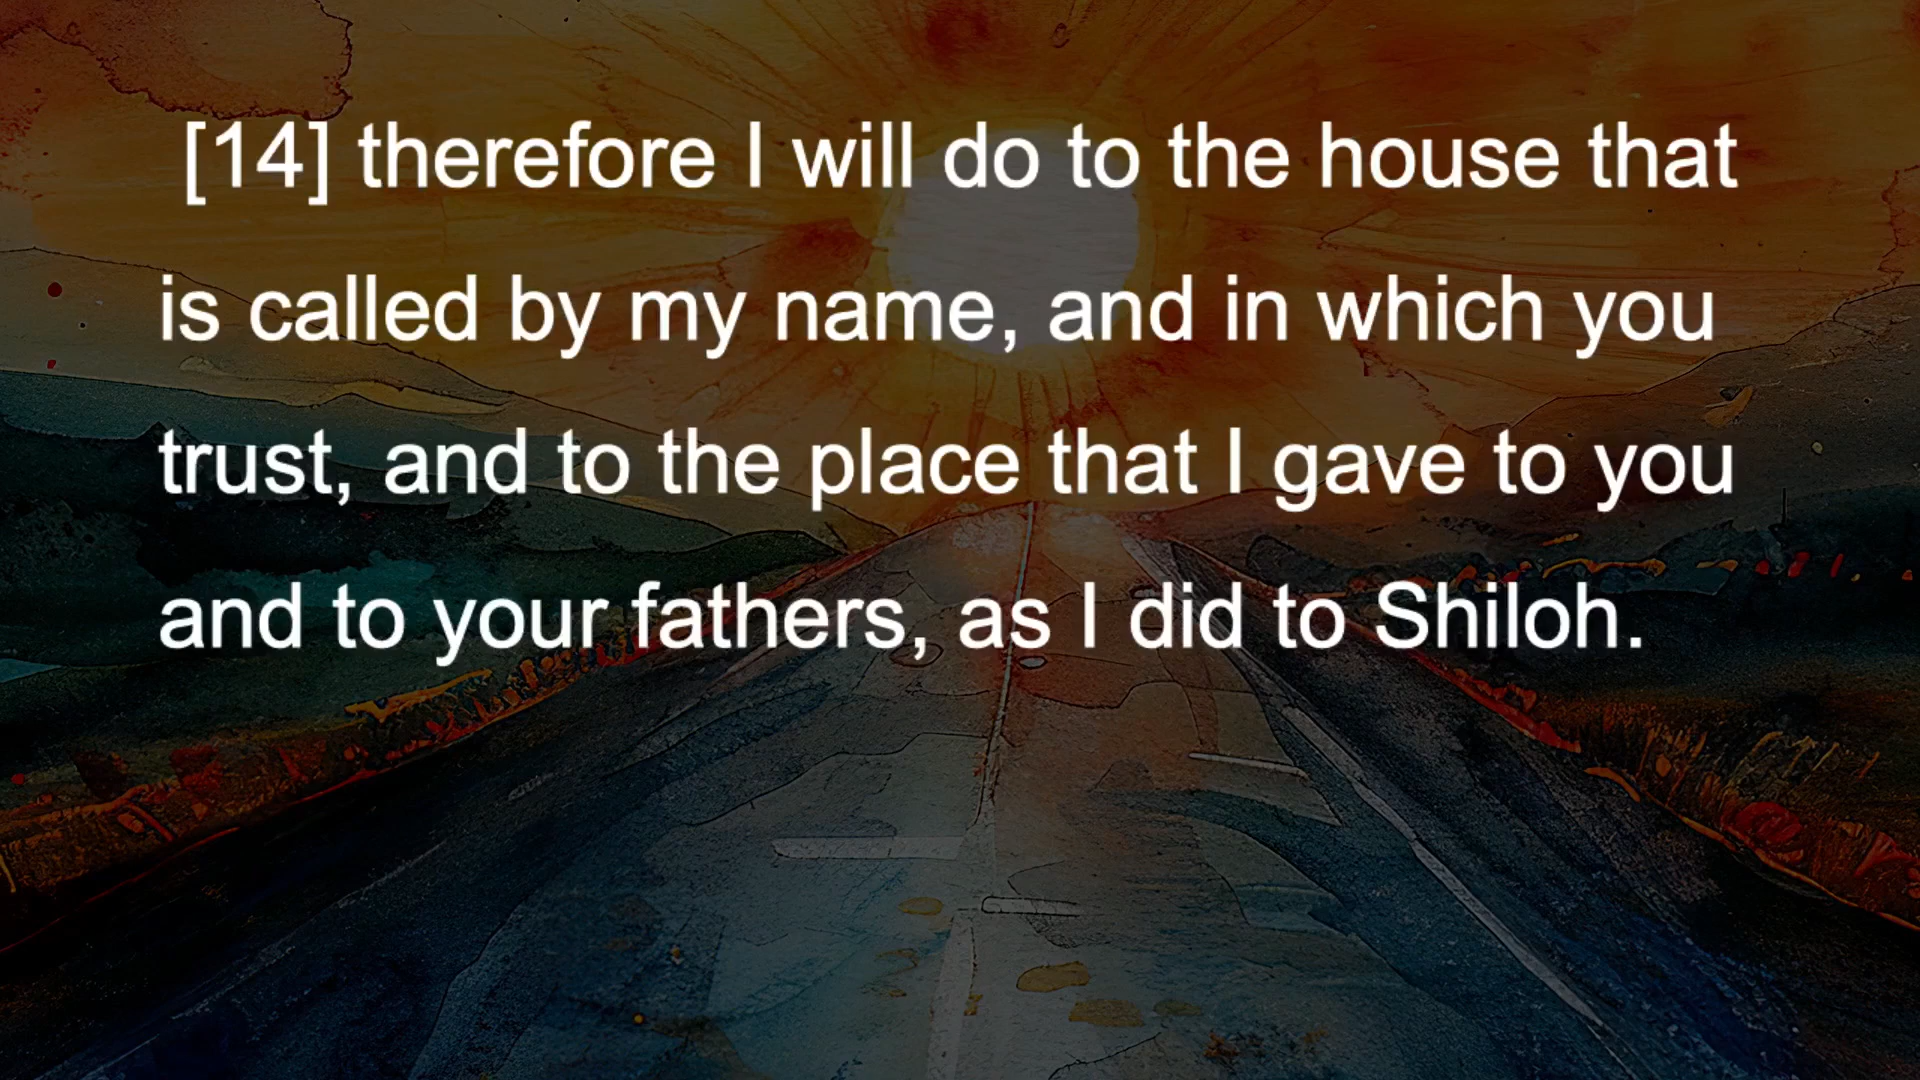 [14] therefore I will do to the house that
is called by my name, and in which you
trust, and to the place that I gave to you
and to your fathers, as I did to Shiloh.